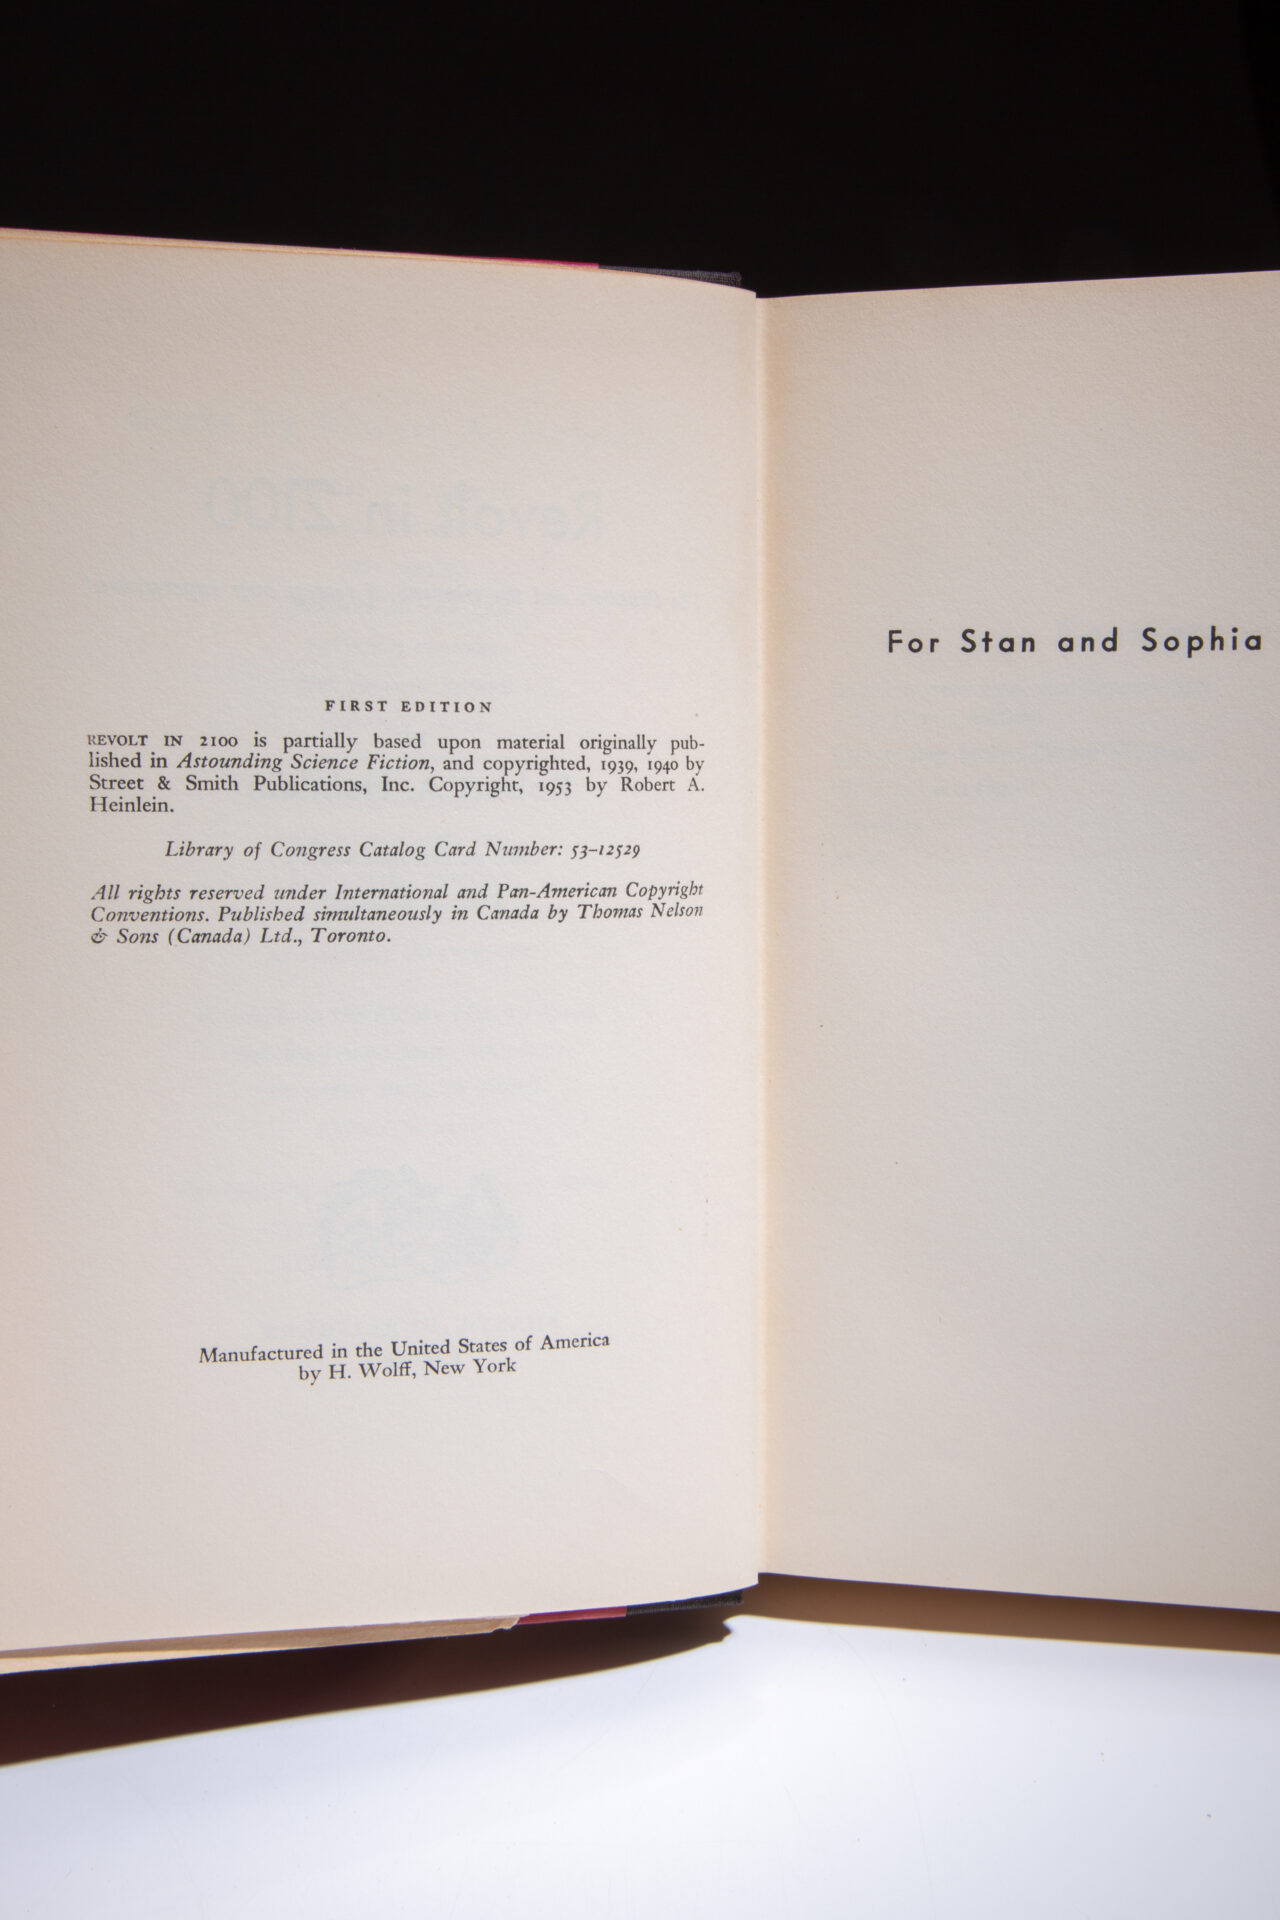 FIRST EDITION
REVOLT IN 2100 is partially based upon material originally pub-
lished in Astounding Science Fiction, and copyrighted, 1939, 1940 by
Street & Smith Publications, Inc. Copyright, 1953 by Robert A.
Heinlein.
Library of Congress Catalog Card Number: 53-12529
All rights reserved under International and Pan-American Copyright
Conventions. Published simultaneously in Canada by Thomas Nelson
& Sons (Canada) Ltd., Toronto.
Manufactured in the United States of America
by H. Wolff, New York
For Stan and Sophia